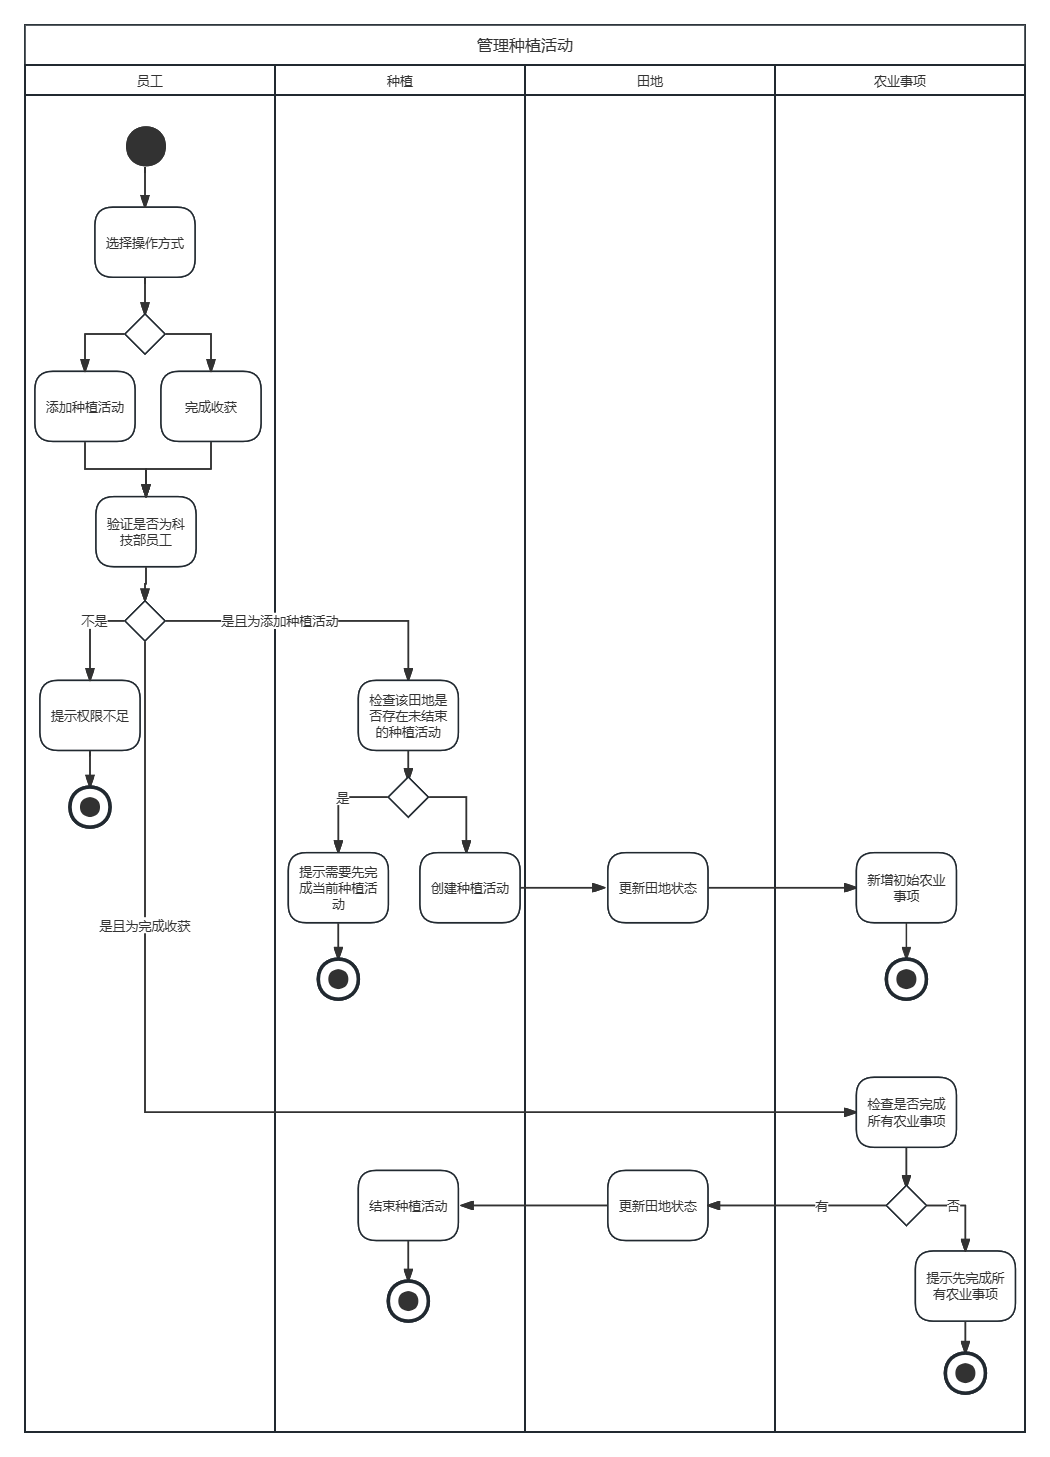 管理种植活动
员工
种植
田地
农业事项
选择操作方式
添加种植活动
完成收获
验证是否为科
技部员工
不是
是且为添加种植活动
提示权限不足
检查该田地是
否存在未结束
的种植活动
是
提示需要先完
成当前种植活
动
创建种植活动
更新田地状态
新增初始农业
事项
是且为完成收获
检查是否完成
所有农业事项
结束种植活动
更新田地状态
有
否
提示先完成所
有农业事项